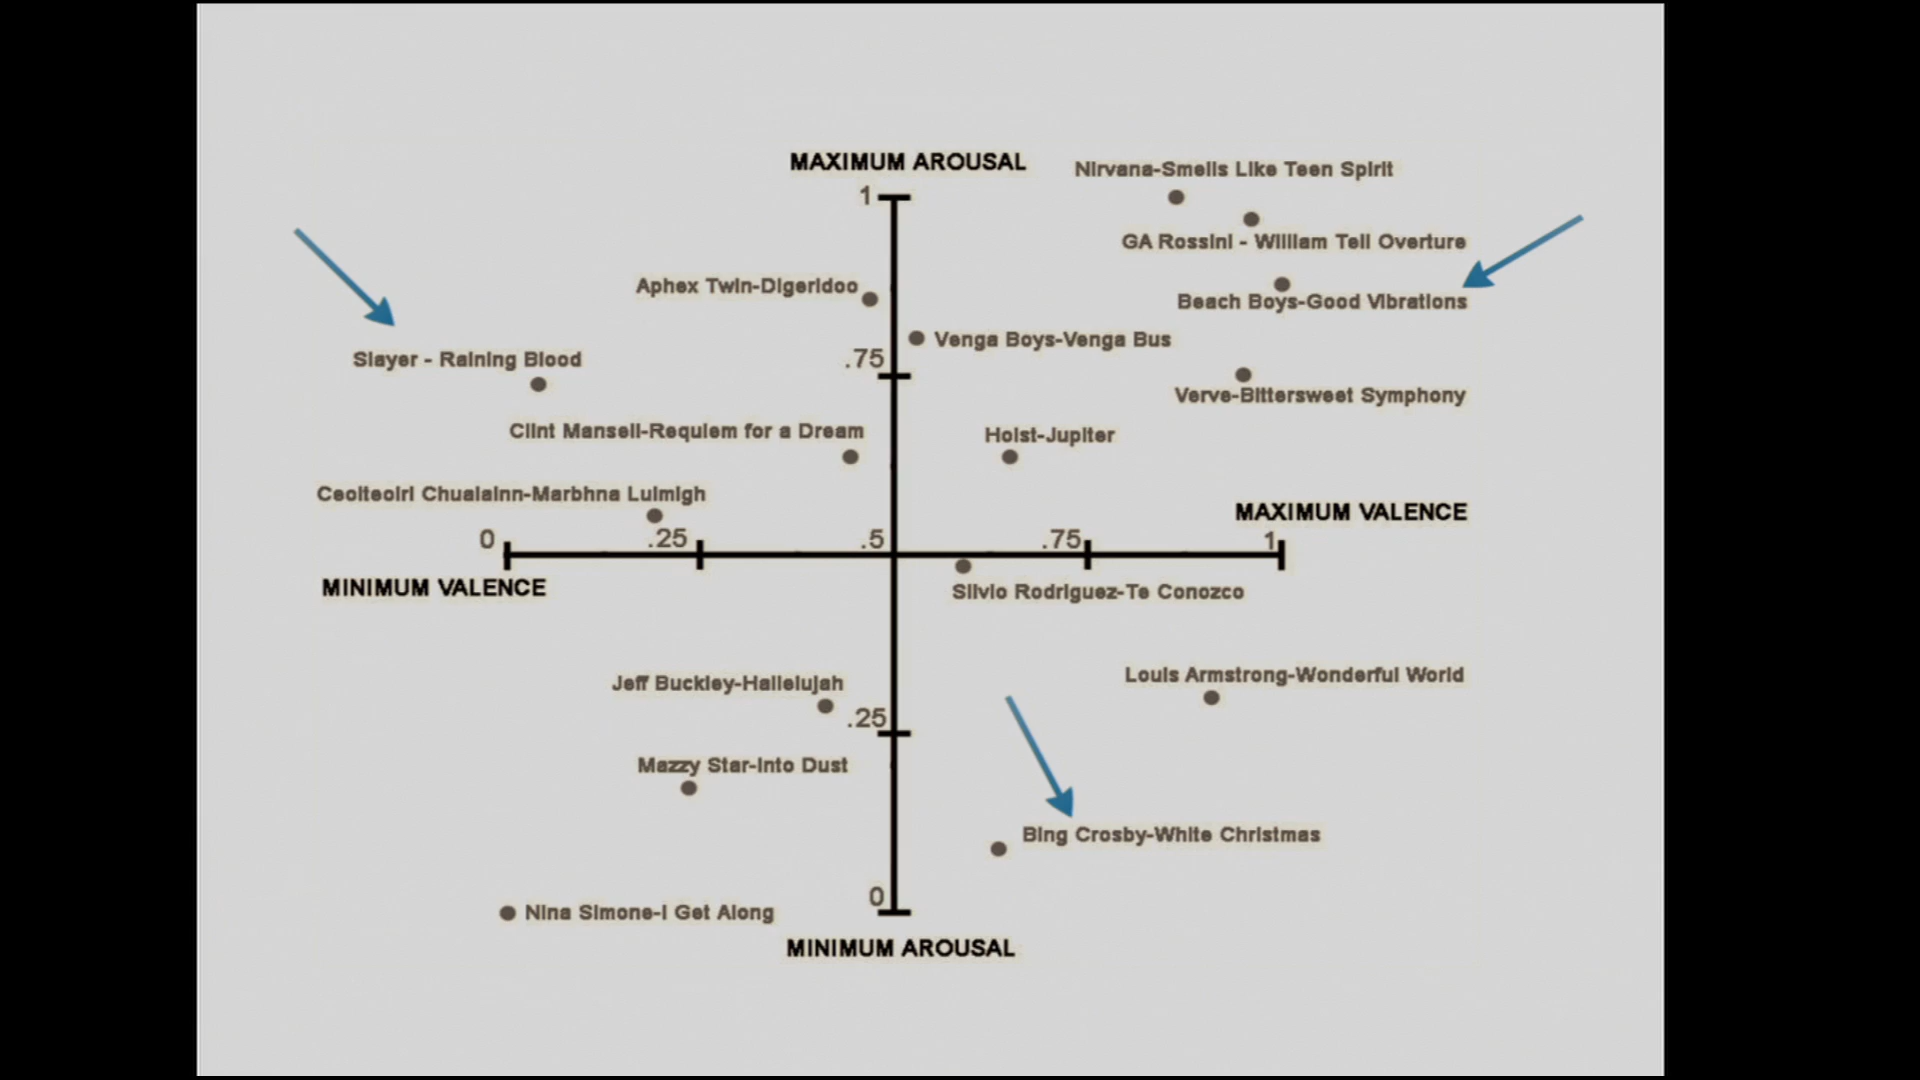 MAXIMUM AROUSAL
Nirvana-Smells Like Teen Spirit
1
GA Rossini - William Tell Overture
Aphex Twin-Digeridoo
Beach Boys-Good Vibrations
Venga Boys-Venga Bus
.75
Slayer - Raining Blood
Verve-Bittersweet Symphony
Clint Mansell-Requiem for a Dream
Holst-Jupiter
Ceolteoiri Chualainn-Marbhna Luimigh
MAXIMUM VALENCE
0 .25 .5 .75 1
MINIMUM VALENCE
Silvio Rodriguez-Te Conozco
Jeff Buckley-Hallelujah
Louis Armstrong-Wonderful World
.25
Mazzy Star-Into Dust
Bing Crosby-White Christmas
0
Nina Simone-I Get Along
MINIMUM AROUSAL